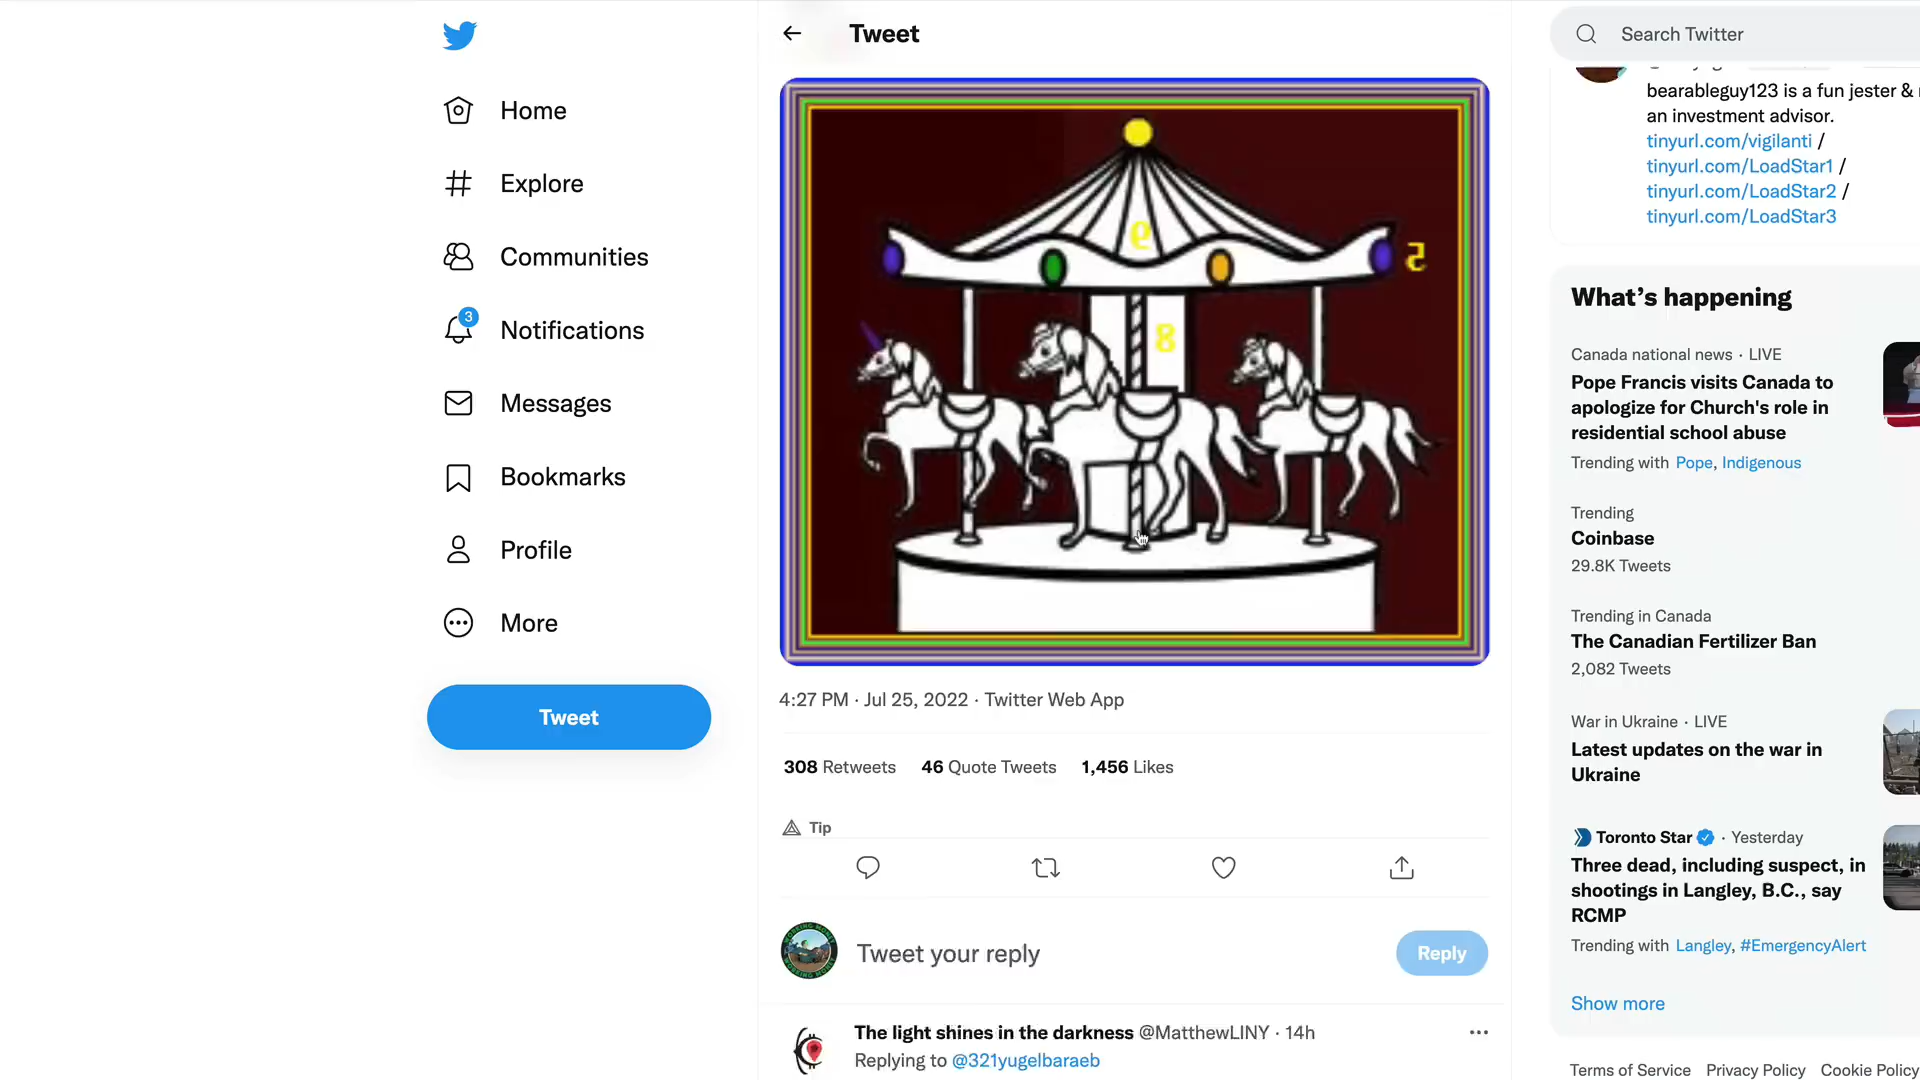 Home
Explore
Communities
3
Notifications
Messages
Bookmarks
Profile
More
Tweet
Tweet
9
5
8
4:27 PM · Jul 25, 2022 · Twitter Web App
308 Retweets 46 Quote Tweets 1,456 Likes
Tip
Tweet your reply
Reply
The light shines in the darkness @MatthewLINY · 14h
Replying to @321yugelbaraeb
Search Twitter
bearableguy123 is a fun jester &
an investment advisor.
tinyurl.com/vigilanti /
tinyurl.com/LoadStar1 /
tinyurl.com/LoadStar2 /
tinyurl.com/LoadStar3
What's happening
Canada national news · LIVE
Pope Francis visits Canada to
apologize for Church's role in
residential school abuse
Trending with Pope, Indigenous
Trending
Coinbase
29.8K Tweets
Trending in Canada
The Canadian Fertilizer Ban
2,082 Tweets
War in Ukraine · LIVE
Latest updates on the war in
Ukraine
Toronto Star · Yesterday
Three dead, including suspect, in
shootings in Langley, B.C., say
RCMP
Trending with Langley, #EmergencyAlert
Show more
Terms of Service Privacy Policy Cookie Policy